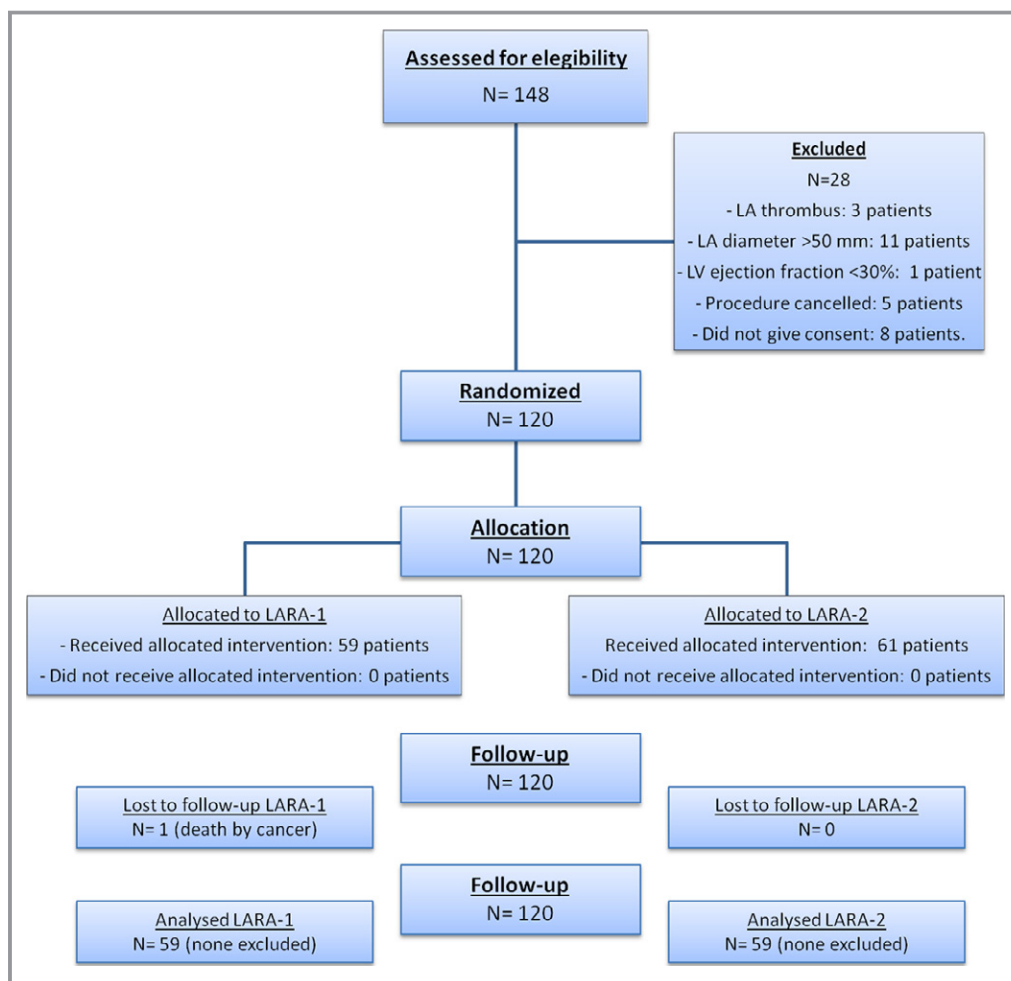 Assessed for elegibility
N= 148
Excluded
N=28
- LA thrombus: 3 patients
- LA diameter >50 mm: 11 patients
- LV ejection fraction <30%: 1 patient
- Procedure cancelled: 5 patients
- Did not give consent: 8 patients.
Randomized
N= 120
Allocation
N= 120
Allocated to LARA-1
- Received allocated intervention: 59 patients
- Did not receive allocated intervention: 0 patients
Allocated to LARA-2
Received allocated intervention: 61 patients
- Did not receive allocated intervention: 0 patients
Follow-up
N= 120
Lost to follow-up LARA-1
N= 1 (death by cancer)
Lost to follow-up LARA-2
N= 0
Follow-up
N= 120
Analysed LARA-1
N= 59 (none excluded)
Analysed LARA-2
N= 59 (none excluded)